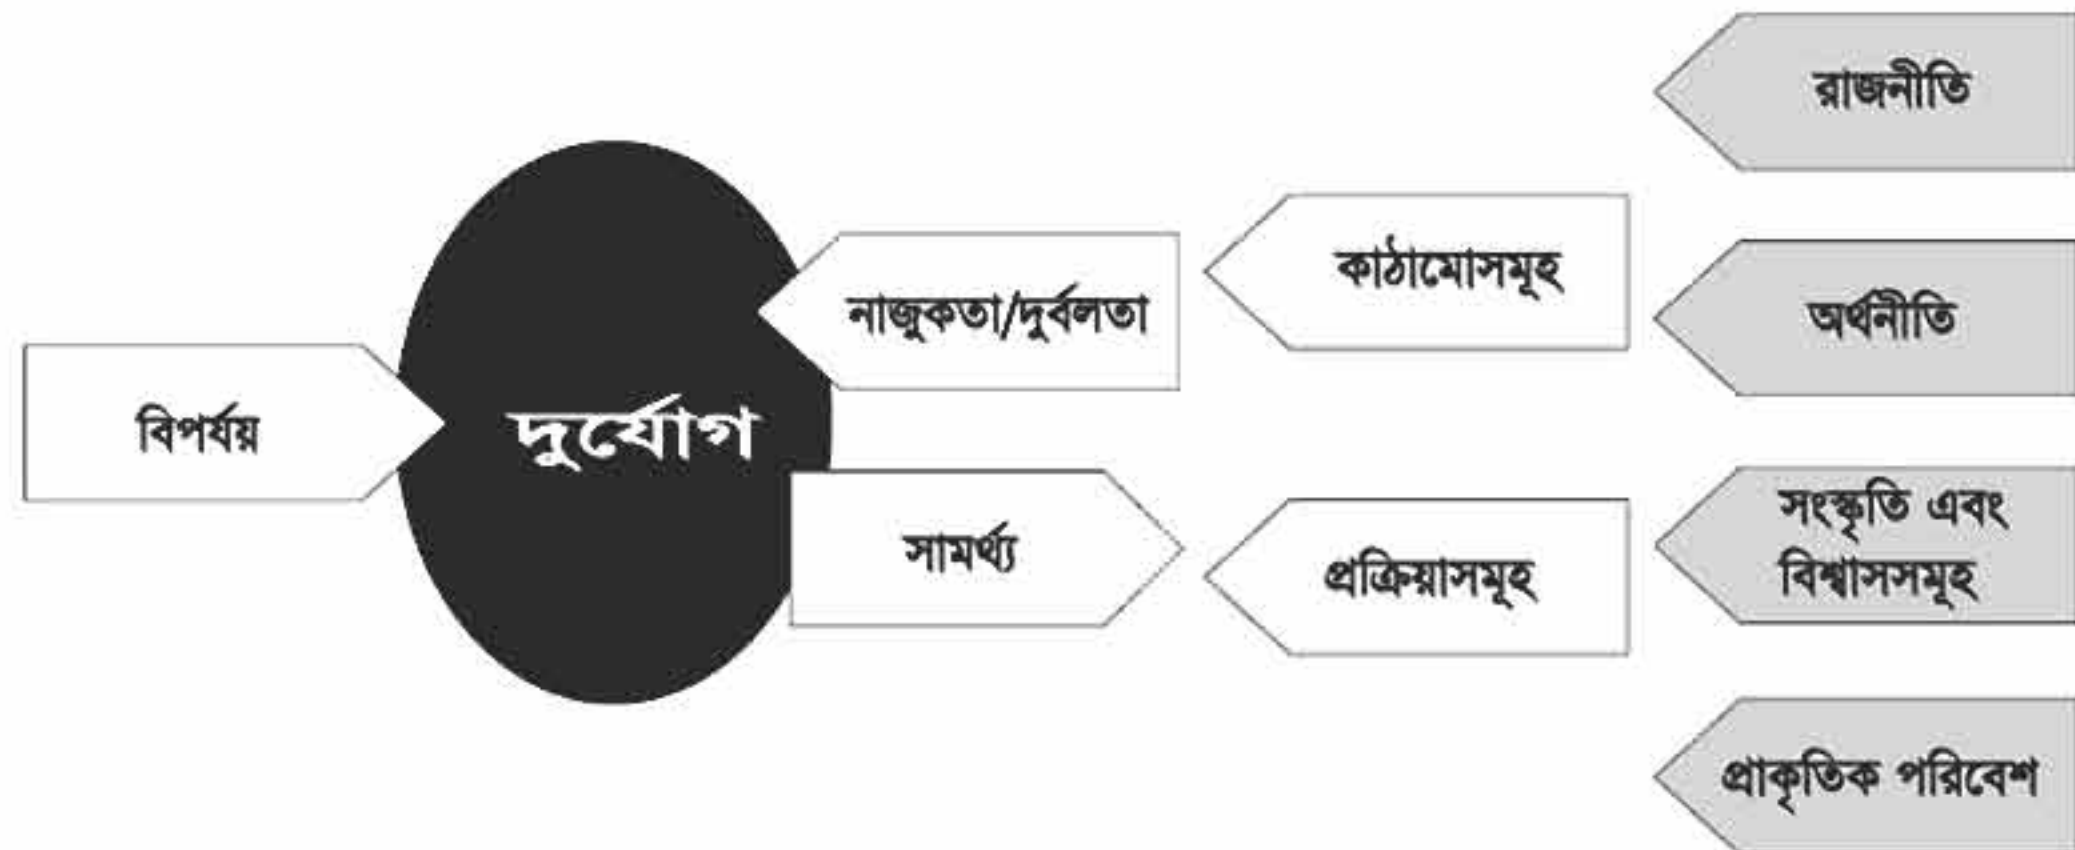 রাজনীতি
কাঠামোসমূহ
অর্থনীতি
নাজুকতা/দুর্বলতা
বিপর্যয়
দুর্যোগ
সামর্থ্য
প্রক্রিয়াসমূহ
সংস্কৃতি এবং
বিশ্বাসসমূহ
প্রাকৃতিক পরিবেশ